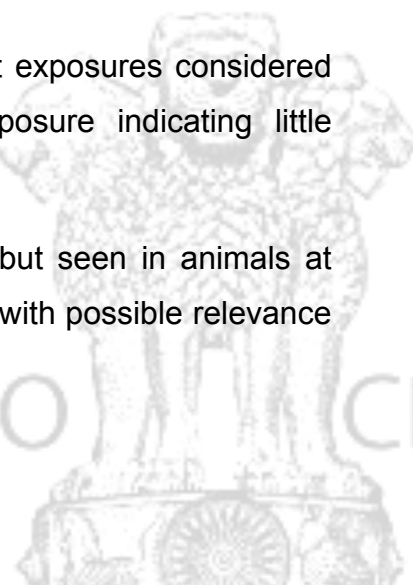 exposures considered
posure indicating little
but seen in animals at
with possible relevance
O C